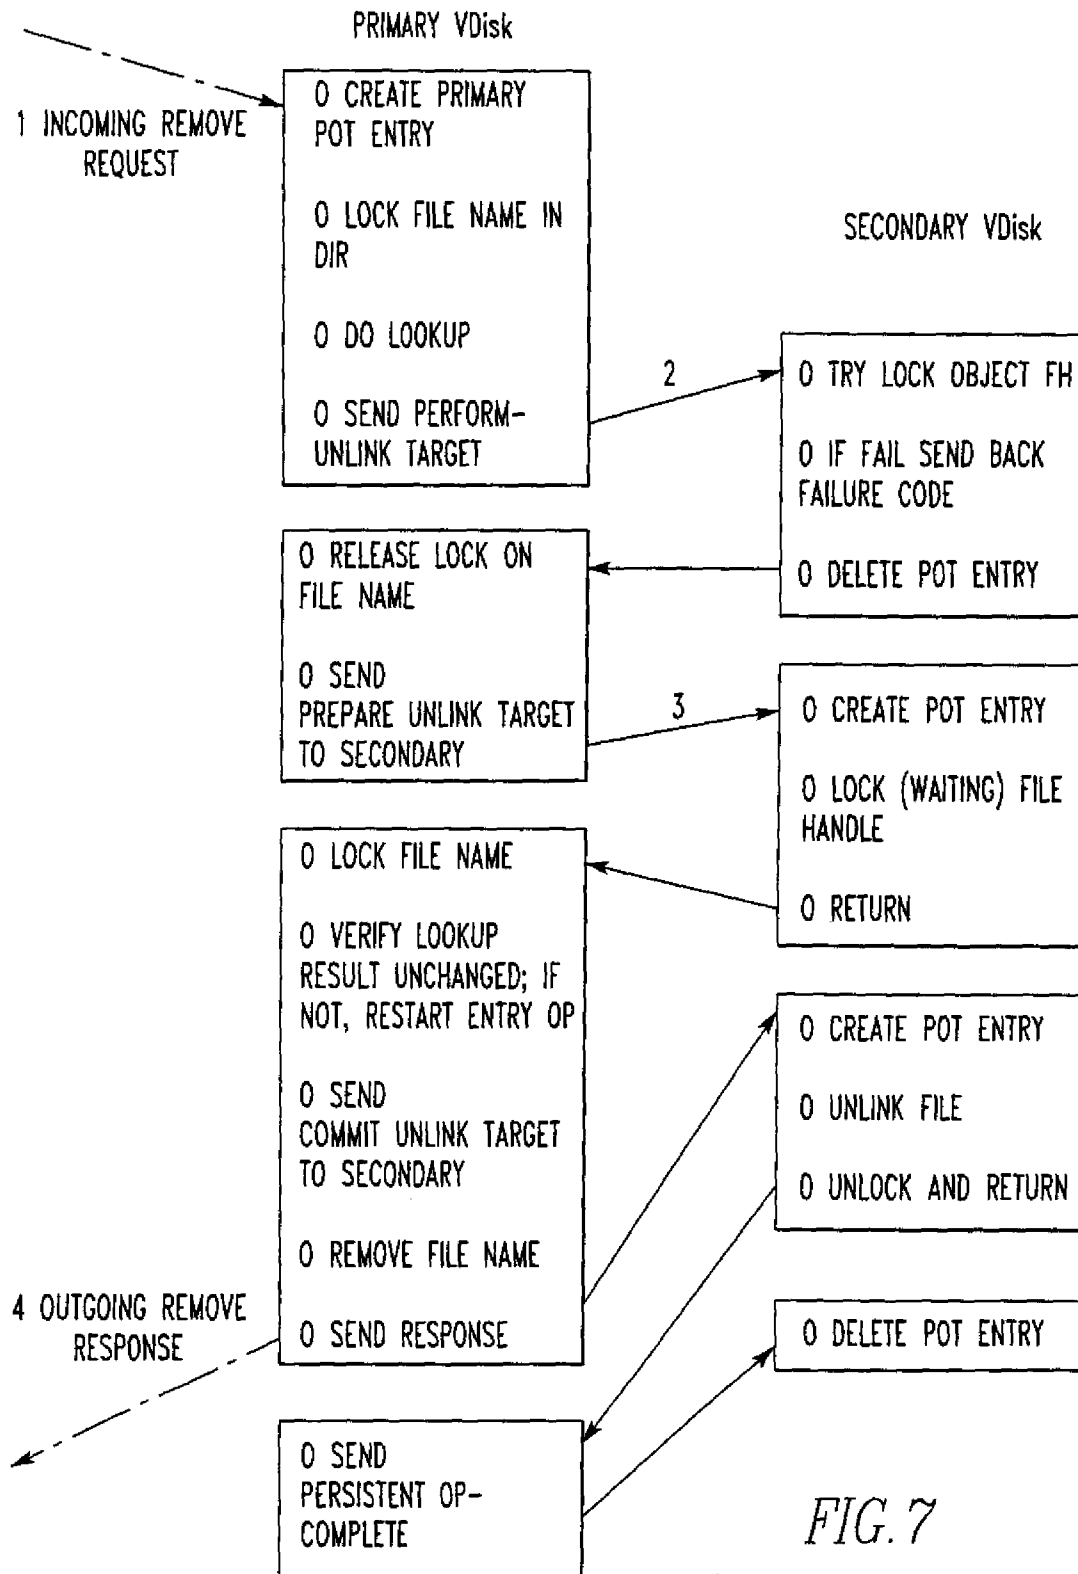 PRIMARY VDisk
1 INCOMING REMOVE
REQUEST
O CREATE PRIMARY
POT ENTRY
O LOCK FILE NAME IN
DIR
O DO LOOKUP
O SEND PERFORM-
UNLINK TARGET
SECONDARY VDisk
2
O TRY LOCK OBJECT FH
O IF FAIL SEND BACK
FAILURE CODE
O DELETE POT ENTRY
O RELEASE LOCK ON
FILE NAME
O SEND
PREPARE UNLINK TARGET
TO SECONDARY
3
O CREATE POT ENTRY
O LOCK (WAITING) FILE
HANDLE
O RETURN
O LOCK FILE NAME
O VERIFY LOOKUP
RESULT UNCHANGED; IF
NOT, RESTART ENTRY OP
O SEND
COMMIT UNLINK TARGET
TO SECONDARY
O REMOVE FILE NAME
O SEND RESPONSE
O CREATE POT ENTRY
O UNLINK FILE
O UNLOCK AND RETURN
4 OUTGOING REMOVE
RESPONSE
O DELETE POT ENTRY
O SEND
PERSISTENT OP-
COMPLETE
FIG. 7